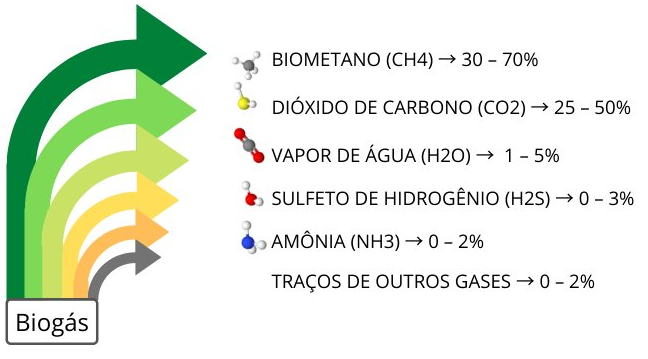 BIOMETANO (CH4) → 30 – 70%
DIÓXIDO DE CARBONO (CO2) → 25 – 50%
VAPOR DE ÁGUA (H2O) → 1 – 5%
SULFETO DE HIDROGÊNIO (H2S) → 0 – 3%
AMÔNIA (NH3) → 0 – 2%
TRAÇOS DE OUTROS GASES → 0 – 2%
Biogás